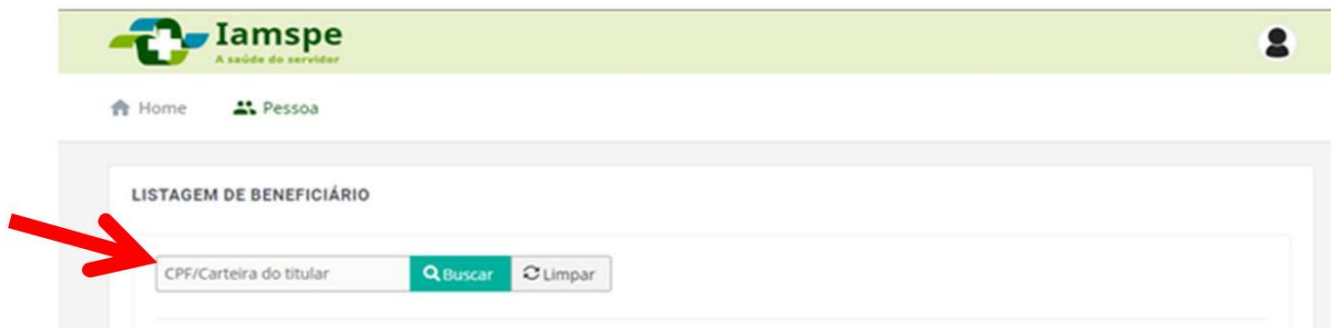 Iamspe
A saúde do servidor
Home Pessoa
LISTAGEM DE BENEFICIÁRIO
CPF/Carteira do titular Buscar Limpar